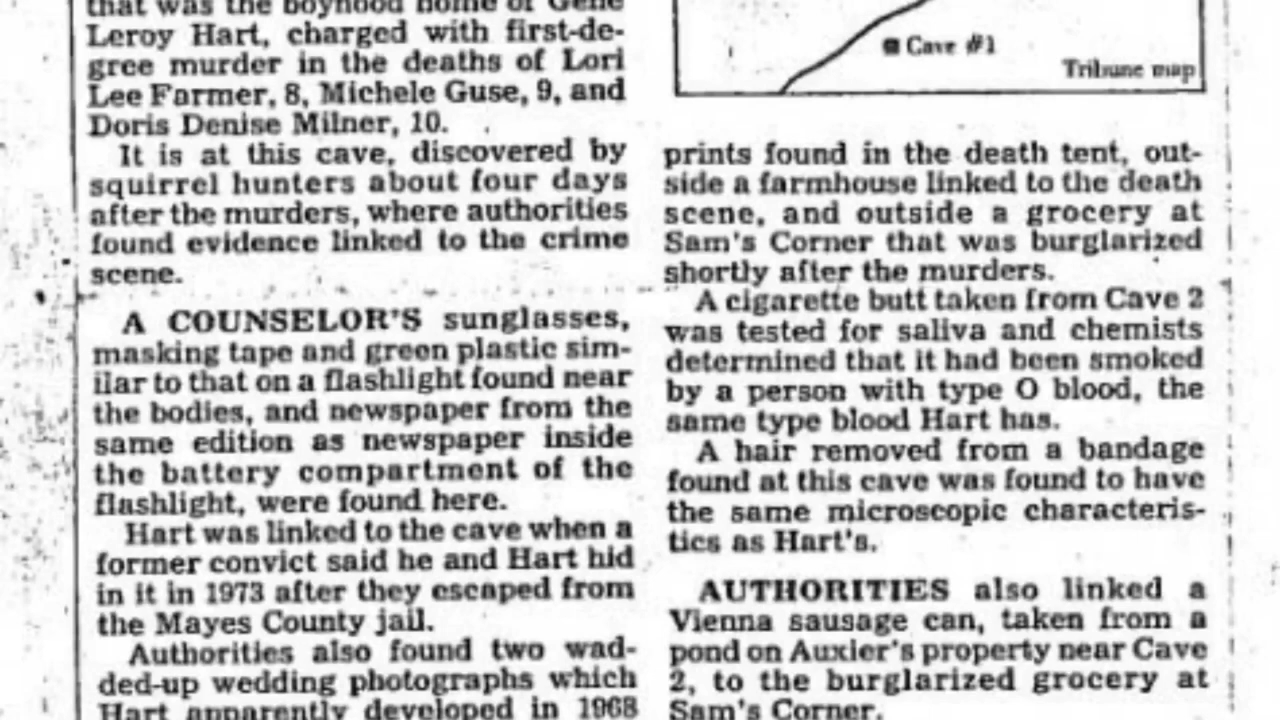 that was the boyhood home of Gene
Leroy Hart, charged with first-de-
gree murder in the deaths of Lori
Lee Farmer, 8, Michele Guse, 9, and
Doris Denise Milner, 10.
It is at this cave, discovered by
squirrel hunters about four days
after the murders, where authorities
found evidence linked to the crime
scene.
A COUNSELOR'S sunglasses,
masking tape and green plastic sim-
ilar to that on a flashlight found near
the bodies, and newspaper from the
same edition as newspaper inside
the battery compartment of the
flashlight, were found here.
Hart was linked to the cave when a
former convict said he and Hart hid
in it in 1973 after they escaped from
the Mayes County jail.
Authorities also found two wad-
ded-up wedding photographs which
Hart apparently developed in 1968
Cave #1
Tribune map
prints found in the death tent, out-
side a farmhouse linked to the death
scene, and outside a grocery at
Sam's Corner that was burglarized
shortly after the murders.
A cigarette butt taken from Cave 2
was tested for saliva and chemists
determined that it had been smoked
by a person with type O blood, the
same type blood Hart has.
A hair removed from a bandage
found at this cave was found to have
the same microscopic characteris-
tics as Hart's.
AUTHORITIES also linked a
Vienna sausage can, taken from a
pond on Auxier's property near Cave
2, to the burglarized grocery at
Sam's Corner.